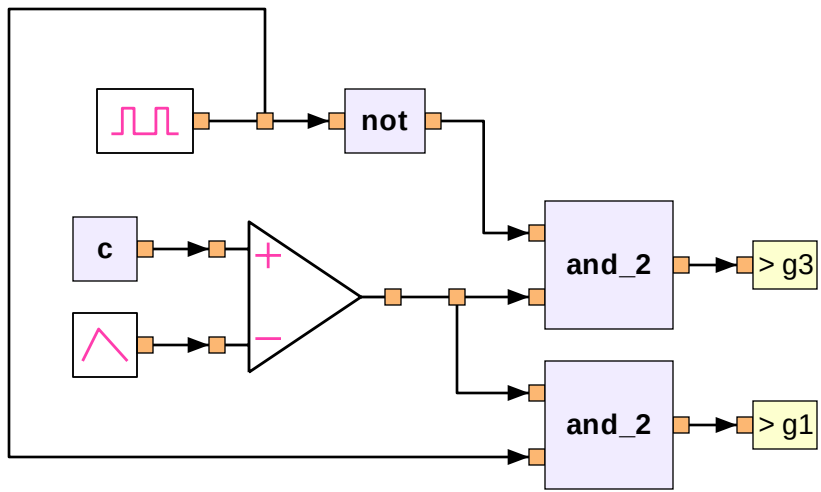 not
c
+
and_2
> g3
−
and_2
> g1